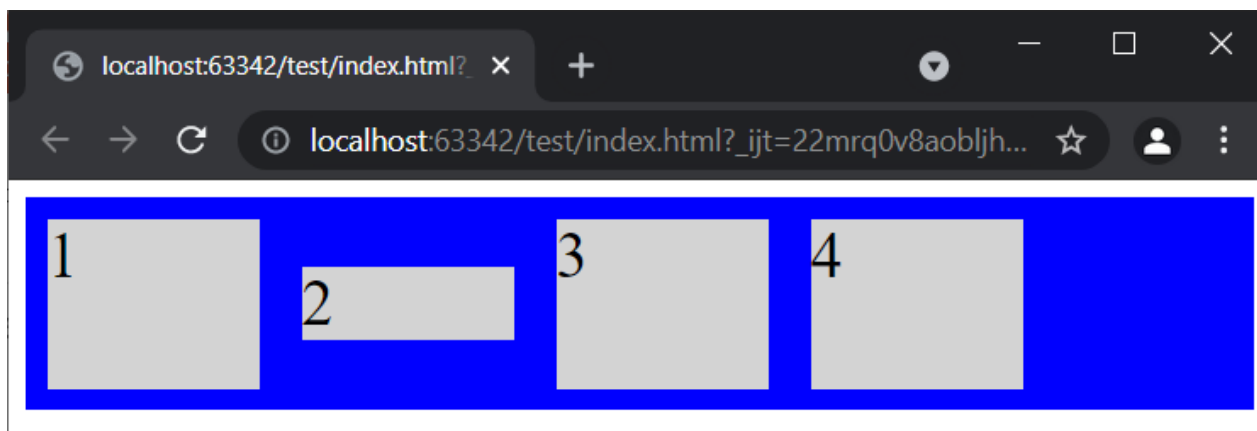 localhost:63342/test/index.html?_
localhost:63342/test/index.html?_ijt=22mrq0v8aobljh...
1
2
3
4